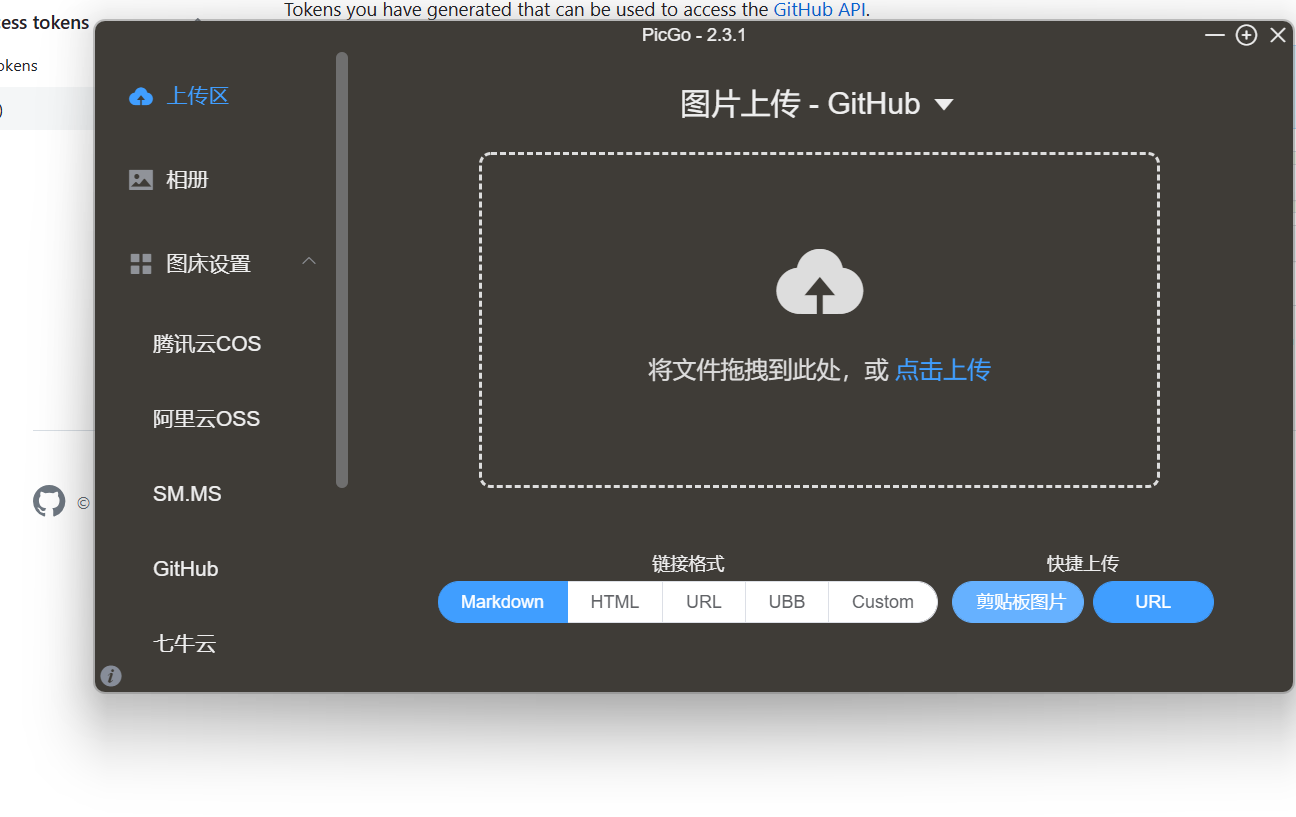 Tokens you have generated that can be used to access the GitHub API.
cess tokens
okens
)
PicGo - 2.3.1
上传区
相册
图床设置
腾讯云COS
阿里云OSS
SM.MS
GitHub
七牛云
图片上传 - GitHub
将文件拖拽到此处，或 点击上传
链接格式
Markdown HTML URL UBB Custom
快捷上传
剪贴板图片 URL
©